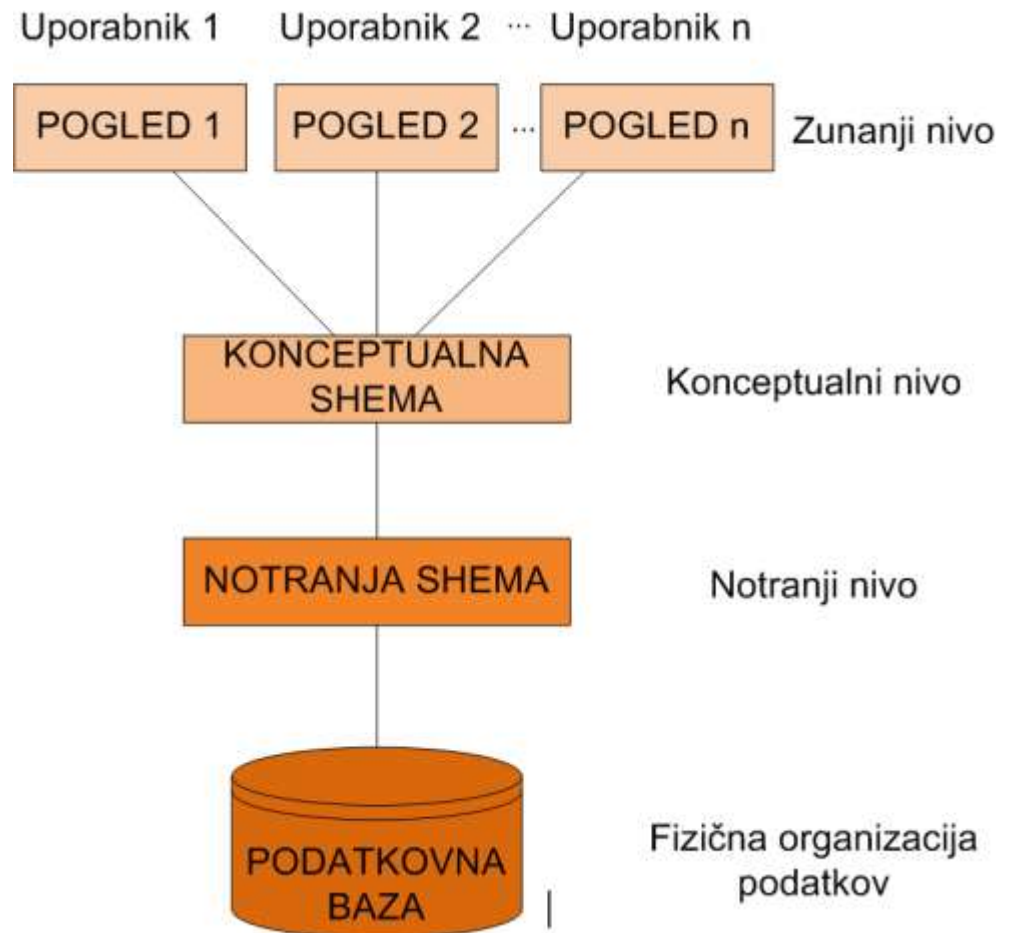 Uporabnik 1 Uporabnik 2 ... Uporabnik n
POGLED 1 POGLED 2 ... POGLED n Zunanji nivo
KONCEPTUALNA
SHEMA
Konceptualni nivo
NOTRANJA SHEMA Notranji nivo
PODATKOVNA
BAZA
Fizična organizacija
podatkov